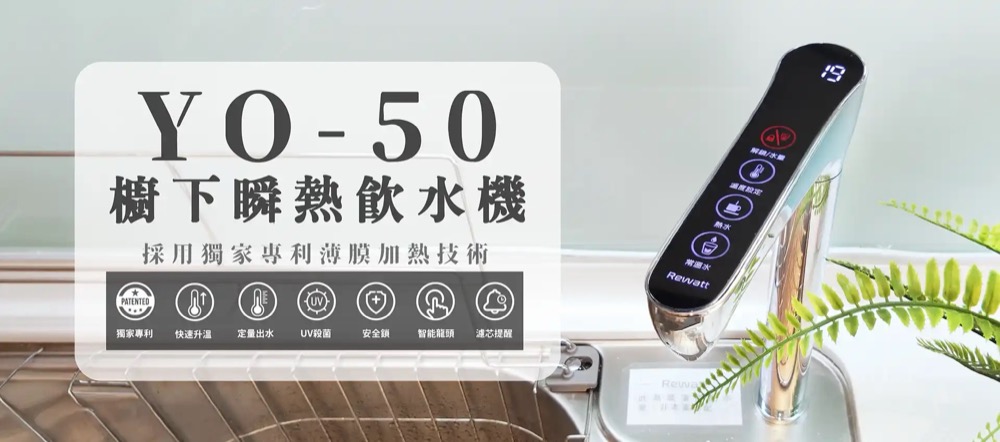 YO-50
櫥下瞬熱飲水機
採用獨家專利薄膜加熱技術
PATENTED
UV
獨家專利 快速升溫 定量出水 UV殺菌 安全鎖 智能龍頭 濾芯提醒
19
解鎖/水量
溫度設定
熱水
常溫水
Rewatt